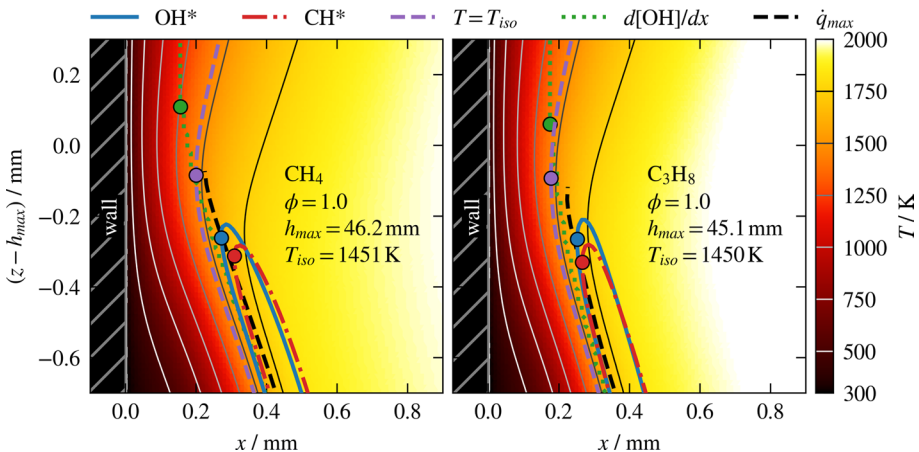 OH* CH* T = T_iso d[OH]/dx q̇_max
0.2
0.0
−0.2
−0.4
−0.6
(z − h_max) / mm
wall
CH₄
ϕ = 1.0
h_max = 46.2 mm
T_iso = 1451 K
0.0 0.2 0.4 0.6 0.8
x / mm
wall
C₃H₈
ϕ = 1.0
h_max = 45.1 mm
T_iso = 1450 K
0.0 0.2 0.4 0.6 0.8
x / mm
2000
1750
1500
1250
1000
750
500
300
T / K